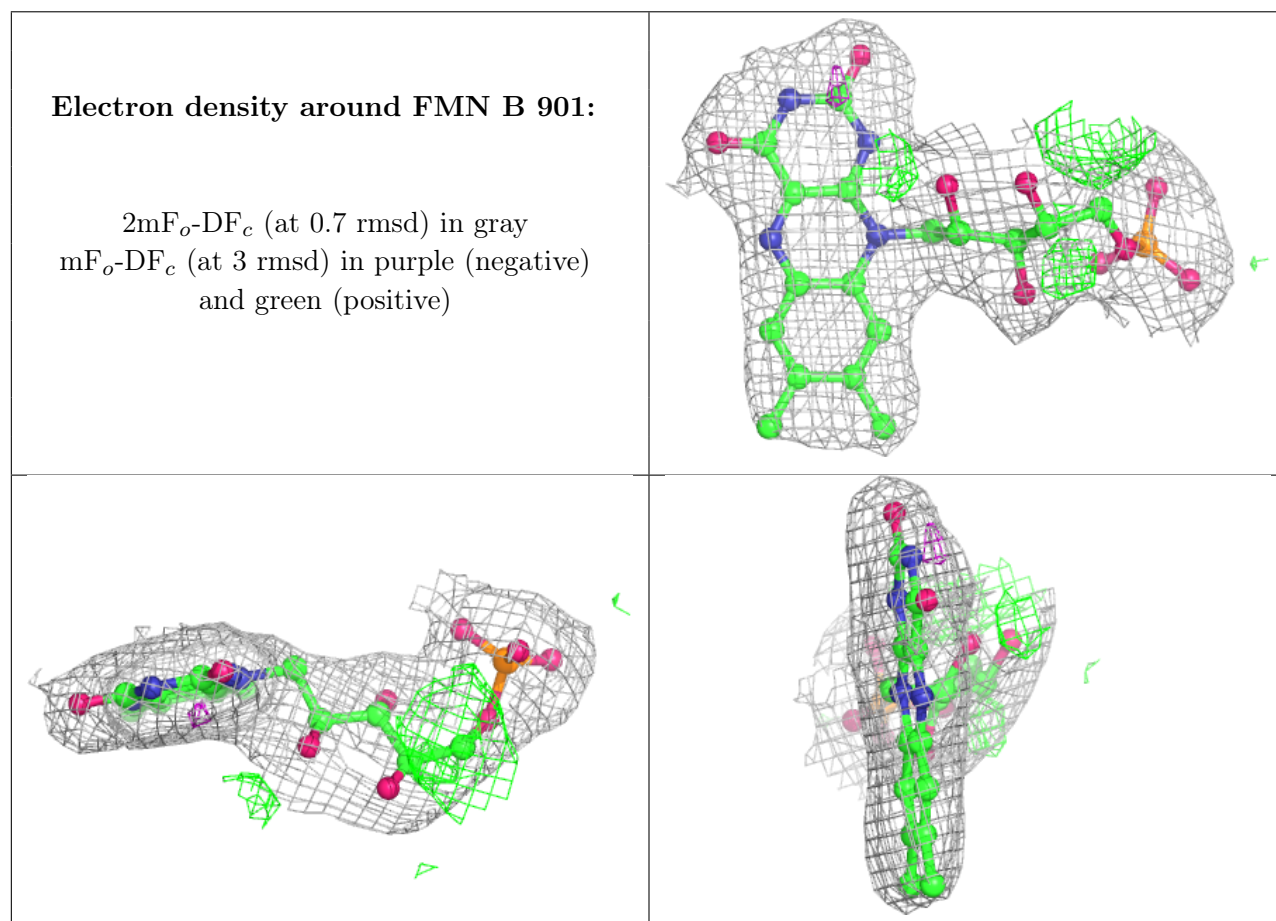 Electron density around FMN B 901:
2mFo-DFc (at 0.7 rmsd) in gray
mFo-DFc (at 3 rmsd) in purple (negative)
and green (positive)